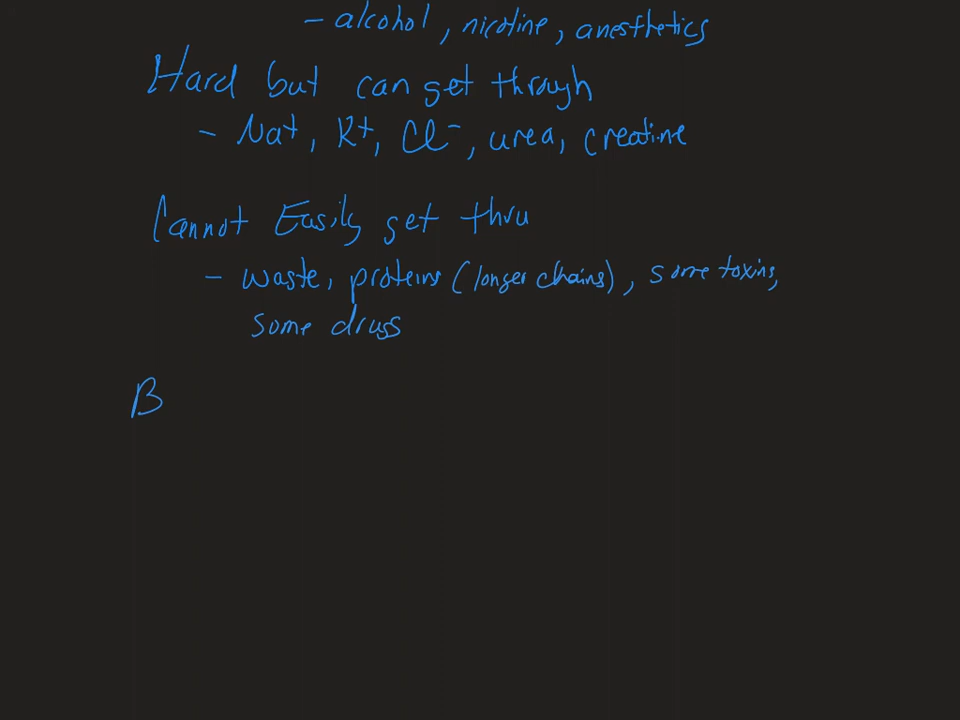 - alcohol, nicotine, anesthetics
Hard but can get through
- Na+, K+, Cl-, urea, creatine
Cannot Easily get thru
- waste, proteins (longer chains), some toxins,
some drugs
B